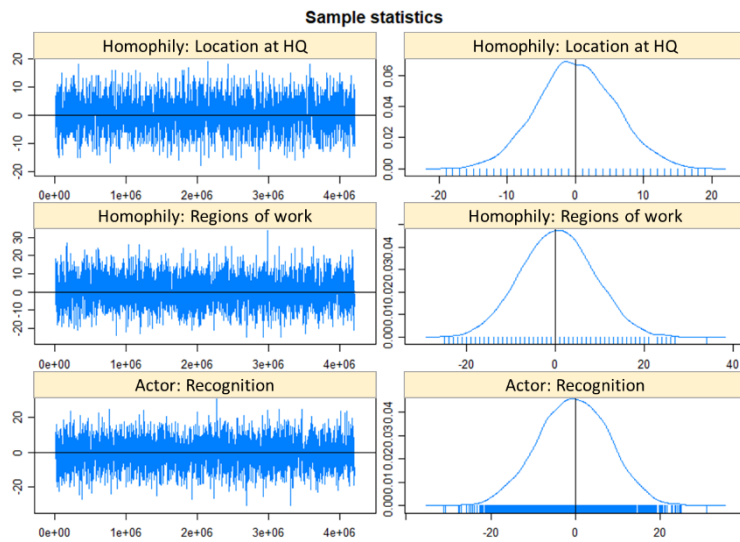 Sample statistics
Homophily: Location at HQ
Homophily: Location at HQ
20
10
0
-10
-20
0e+00 1e+06 2e+06 3e+06 4e+06
0.06
0.04
0.02
0.00
-20 -10 0 10 20
Homophily: Regions of work
Homophily: Regions of work
30
10
0
-20
0e+00 1e+06 2e+06 3e+06 4e+06
0.000.010.020.030.04
-20 0 20 40
Actor: Recognition
Actor: Recognition
20
0
-20
0e+00 1e+06 2e+06 3e+06 4e+06
0.000.010.020.030.04
-20 0 20